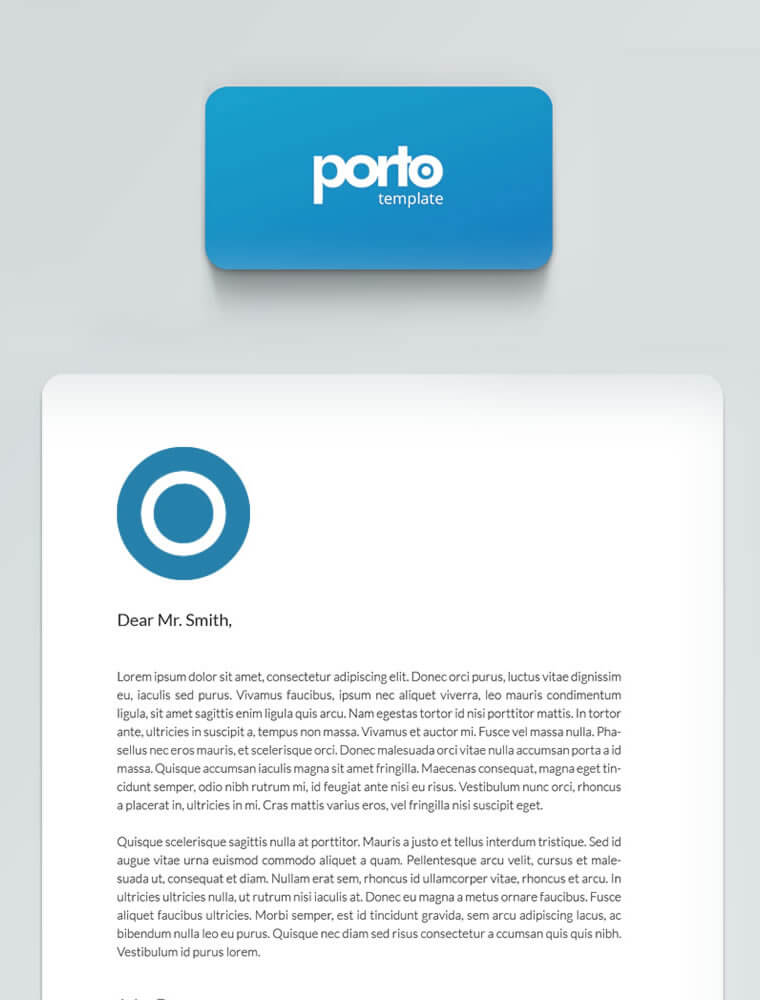 porto
template
Dear Mr. Smith,
Lorem ipsum dolor sit amet, consectetur adipiscing elit. Donec orci purus, luctus vitae dignissim
eu, iaculis sed purus. Vivamus faucibus, ipsum nec aliquet viverra, leo mauris condimentum
ligula, sit amet sagittis enim ligula quis arcu. Nam egestas tortor id nisi porttitor mattis. In tortor
ante, ultricies in suscipit a, tempus non massa. Vivamus et auctor mi. Fusce vel massa nulla. Pha-
sellus nec eros mauris, et scelerisque orci. Donec malesuada orci vitae nulla accumsan porta a id
massa. Quisque accumsan iaculis magna sit amet fringilla. Maecenas consequat, magna eget tin-
cidunt semper, odio nibh rutrum mi, id feugiat ante nisi eu risus. Vestibulum nunc orci, rhoncus
a placerat in, ultricies in mi. Cras mattis varius eros, vel fringilla nisi suscipit eget.
Quisque scelerisque sagittis nulla at porttitor. Mauris a justo et tellus interdum tristique. Sed id
augue vitae urna euismod commodo aliquet a quam. Pellentesque arcu velit, cursus et male-
suada ut, consequat et diam. Nullam erat sem, rhoncus id ullamcorper vitae, rhoncus et arcu. In
ultricies ultricies nulla, ut rutrum nisi iaculis at. Donec eu magna a metus ornare faucibus. Fusce
aliquet faucibus ultricies. Morbi semper, est id tincidunt gravida, sem arcu adipiscing lacus, ac
bibendum nulla leo eu purus. Quisque nec diam sed risus consectetur a ccumsan quis quis nibh.
Vestibulum id purus lorem.